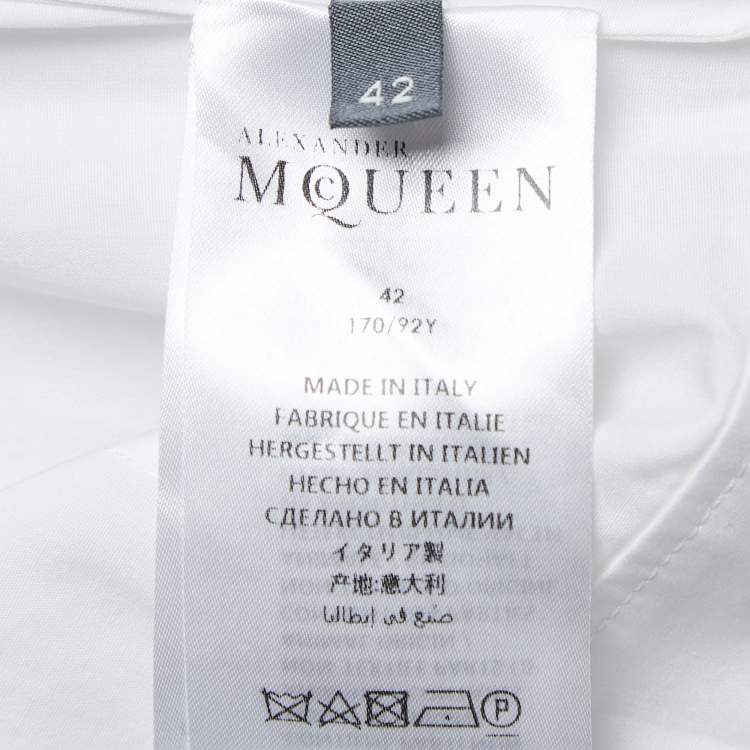 42
ALEXANDER
MCQUEEN
42
170/92Y
MADE IN ITALY
FABRIQUE EN ITALIE
HERGESTELLT IN ITALIEN
HECHO EN ITALIA
СДЕЛАНО В ИТАЛИИ
イタリア製
产地:意大利
صنع في إيطاليا
P